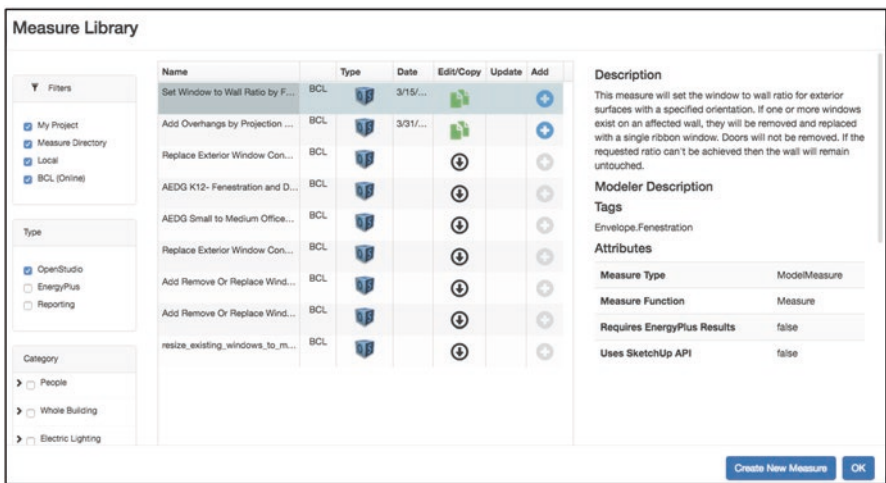 Measure Library
Filters
My Project
Measure Directory
Local
BCL (Online)
Type
OpenStudio
EnergyPlus
Reporting
Category
People
Whole Building
Electric Lighting
Name Type Date Edit/Copy Update Add
Set Window to Wall Ratio by F... BCL 3/15/...
Add Overhangs by Projection ... BCL 3/31/...
Replace Exterior Window Con... BCL
AEDG K12- Fenestration and D... BCL
AEDG Small to Medium Office... BCL
Replace Exterior Window Con... BCL
Add Remove Or Replace Wind... BCL
Add Remove Or Replace Wind... BCL
resize_existing_windows_to_m... BCL
Description
This measure will set the window to wall ratio for exterior
surfaces with a specified orientation. If one or more windows
exist on an affected wall, they will be removed and replaced
with a single ribbon window. Doors will not be removed. If the
requested ratio can't be achieved then the wall will remain
untouched.
Modeler Description
Tags
Envelope.Fenestration
Attributes
Measure Type ModelMeasure
Measure Function Measure
Requires EnergyPlus Results false
Uses SketchUp API false
Create New Measure OK